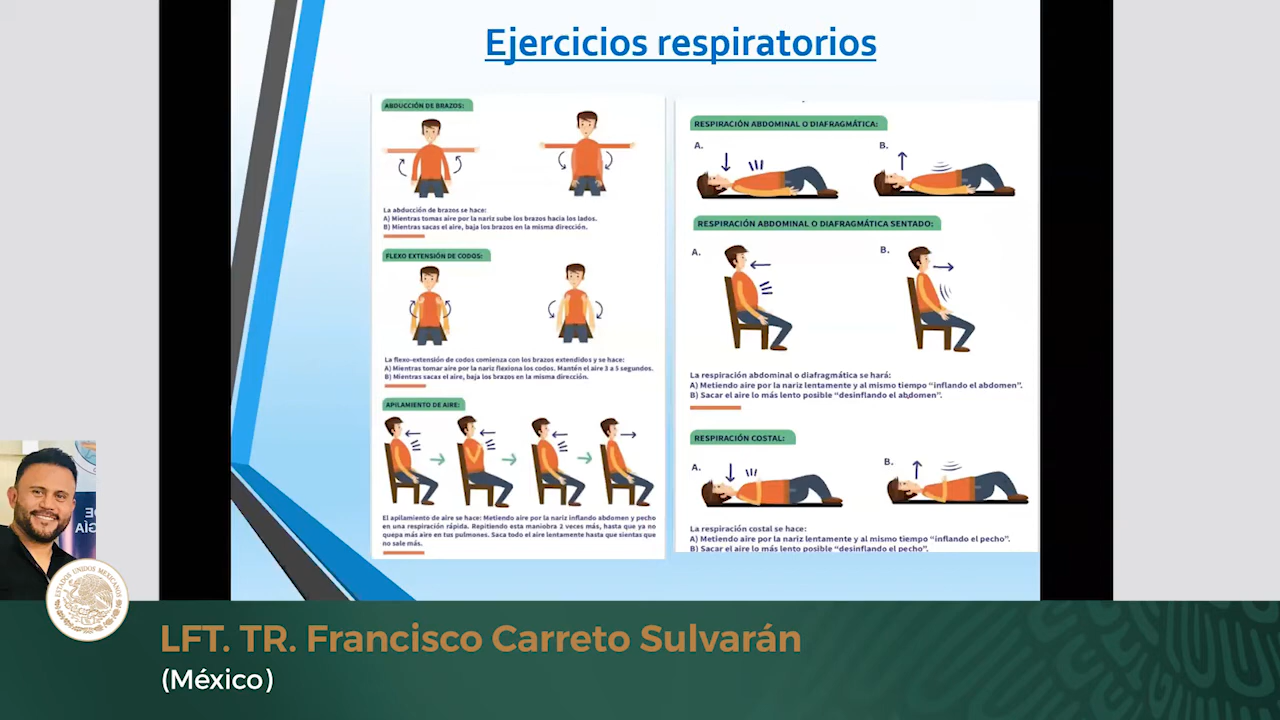 Ejercicios respiratorios
ABDUCCIÓN DE BRAZOS:
La abducción de brazos se hace:
A) Mientras tomas aire por la nariz sube los brazos hacia los lados.
B) Mientras sacas el aire, baja los brazos en la misma dirección.
FLEXO EXTENSIÓN DE CODOS:
La flexo-extensión de codos comienza con los brazos extendidos y se hace:
A) Mientras tomar aire por la nariz flexiona los codos. Mantén el aire 3 a 5 segundos.
B) Mientras sacas el aire, baja los brazos en la misma dirección.
APILAMIENTO DE AIRE:
El apilamiento de aire se hace: Metiendo aire por la nariz inflando abdomen y pecho
en una respiración rápida. Repitiendo esta maniobra 2 veces más, hasta que ya no
quepa más aire en tus pulmones. Saca todo el aire lentamente hasta que sientas que
no sale más.
RESPIRACIÓN ABDOMINAL O DIAFRAGMÁTICA:
A.
B.
RESPIRACIÓN ABDOMINAL O DIAFRAGMÁTICA SENTADO:
A.
B.
La respiración abdominal o diafragmática se hará:
A) Metiendo aire por la nariz lentamente y al mismo tiempo “inflando el abdomen”.
B) Sacar el aire lo más lento posible “desinflando el abdomen”.
RESPIRACIÓN COSTAL:
A.
B.
La respiración costal se hace:
A) Metiendo aire por la nariz lentamente y al mismo tiempo “inflando el pecho”.
B) Sacar el aire lo más lento posible “desinflando el pecho”.
ESTADOS UNIDOS MEXICANOS
LFT. TR. Francisco Carreto Sulvarán
(México)